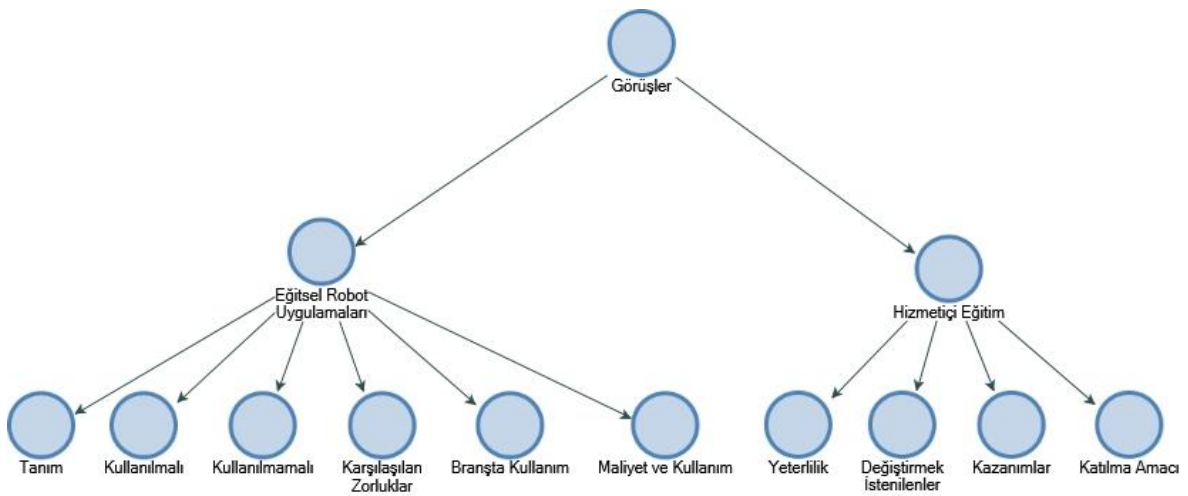 Görüşler
Eğitsel Robot
Uygulamaları
Hizmetiçi Eğitim
Tanım
Kullanılmalı
Kullanılmamalı
Karşılaşılan
Zorluklar
Branşta Kullanım
Maliyet ve Kullanım
Yeterlilik
Değiştirmek
İstenilenler
Kazanımlar
Katılma Amacı